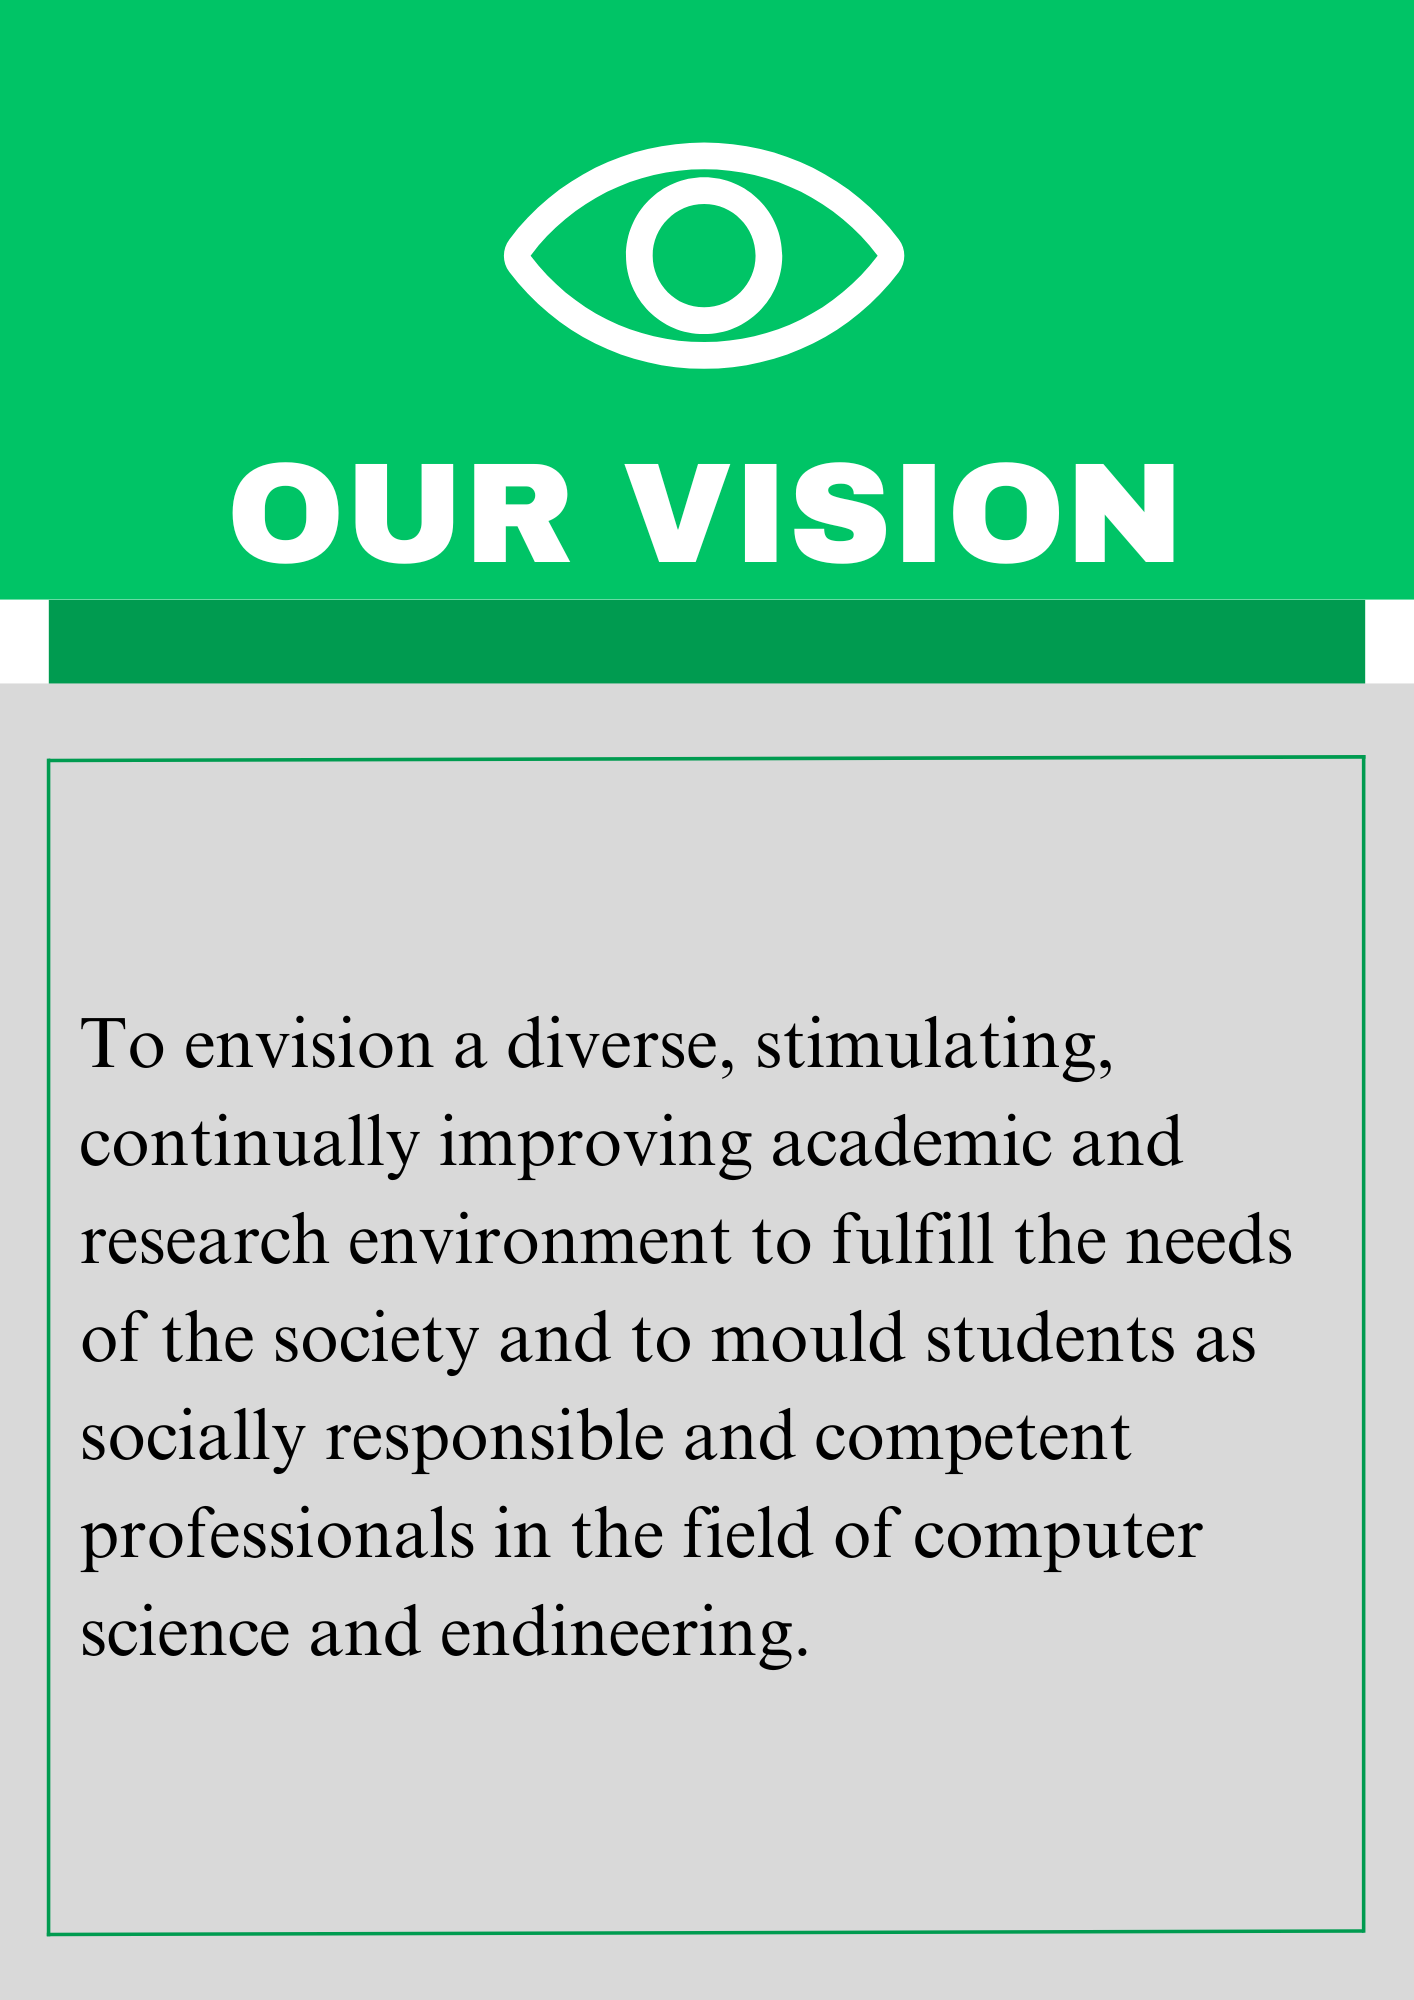 OUR VISION
To envision a diverse, stimulating,
continually improving academic and
research environment to fulfill the needs
of the society and to mould students as
socially responsible and competent
professionals in the field of computer
science and endineering.